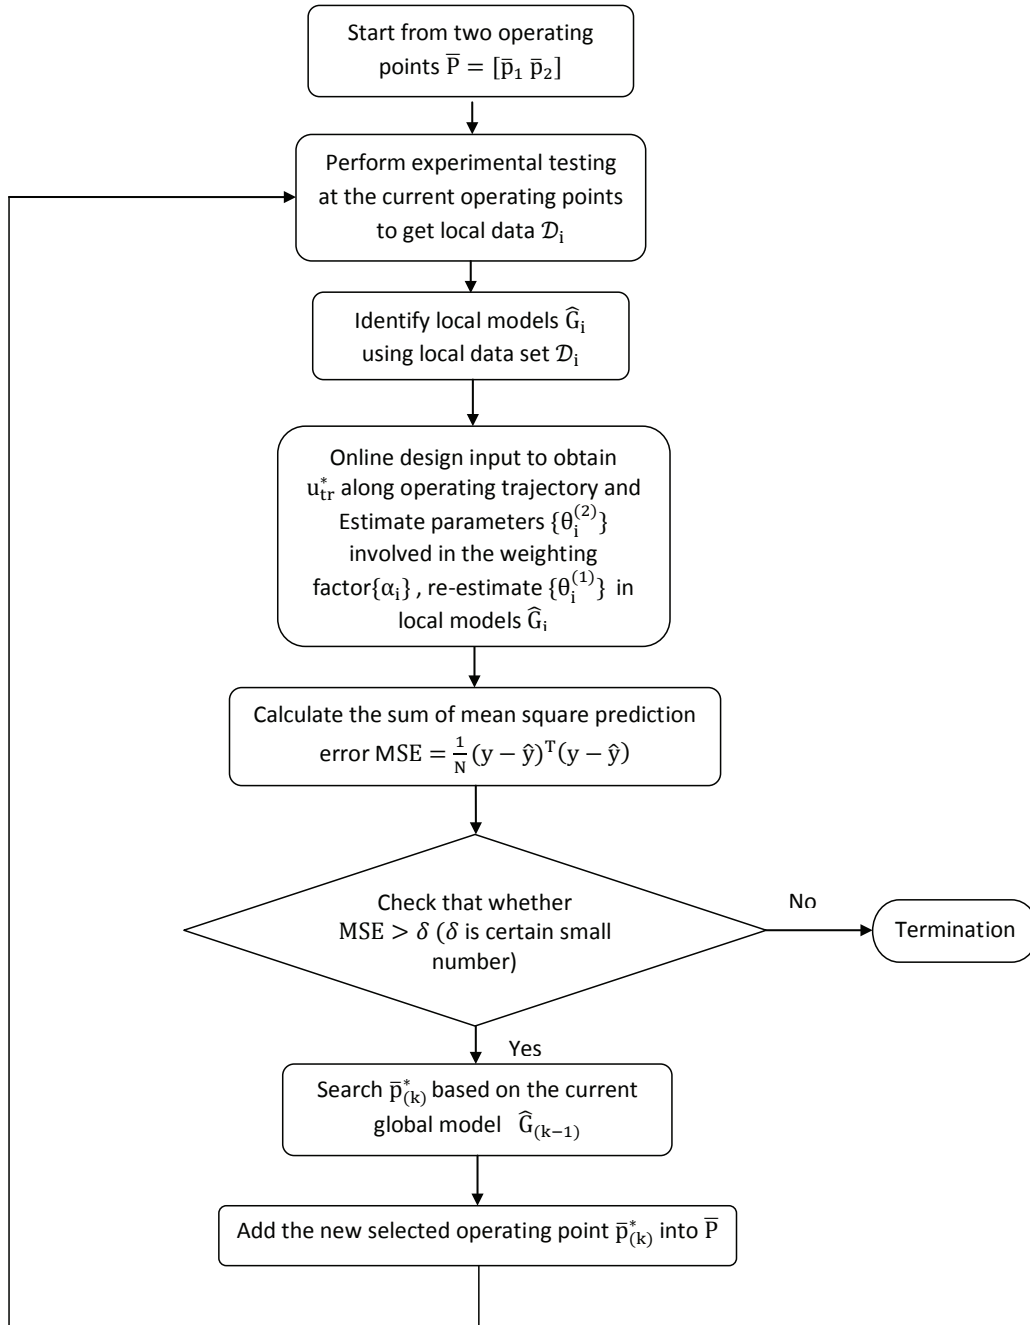 Start from two operating
points P̅ = [p̅₁ p̅₂]
Perform experimental testing
at the current operating points
to get local data 𝒟ᵢ
Identify local models Ĝᵢ
using local data set 𝒟ᵢ
Online design input to obtain
u*ₜᵣ along operating trajectory and
Estimate parameters {θᵢ⁽²⁾}
involved in the weighting
factor{αᵢ} , re-estimate {θᵢ⁽¹⁾} in
local models Ĝᵢ
Calculate the sum of mean square prediction
error MSE = 1/N (y − ŷ)ᵀ(y − ŷ)
Check that whether
MSE > δ (δ is certain small
number)
No
Termination
Yes
Search p̅*₍ₖ₎ based on the current
global model Ĝ₍ₖ₋₁₎
Add the new selected operating point p̅*₍ₖ₎ into P̅